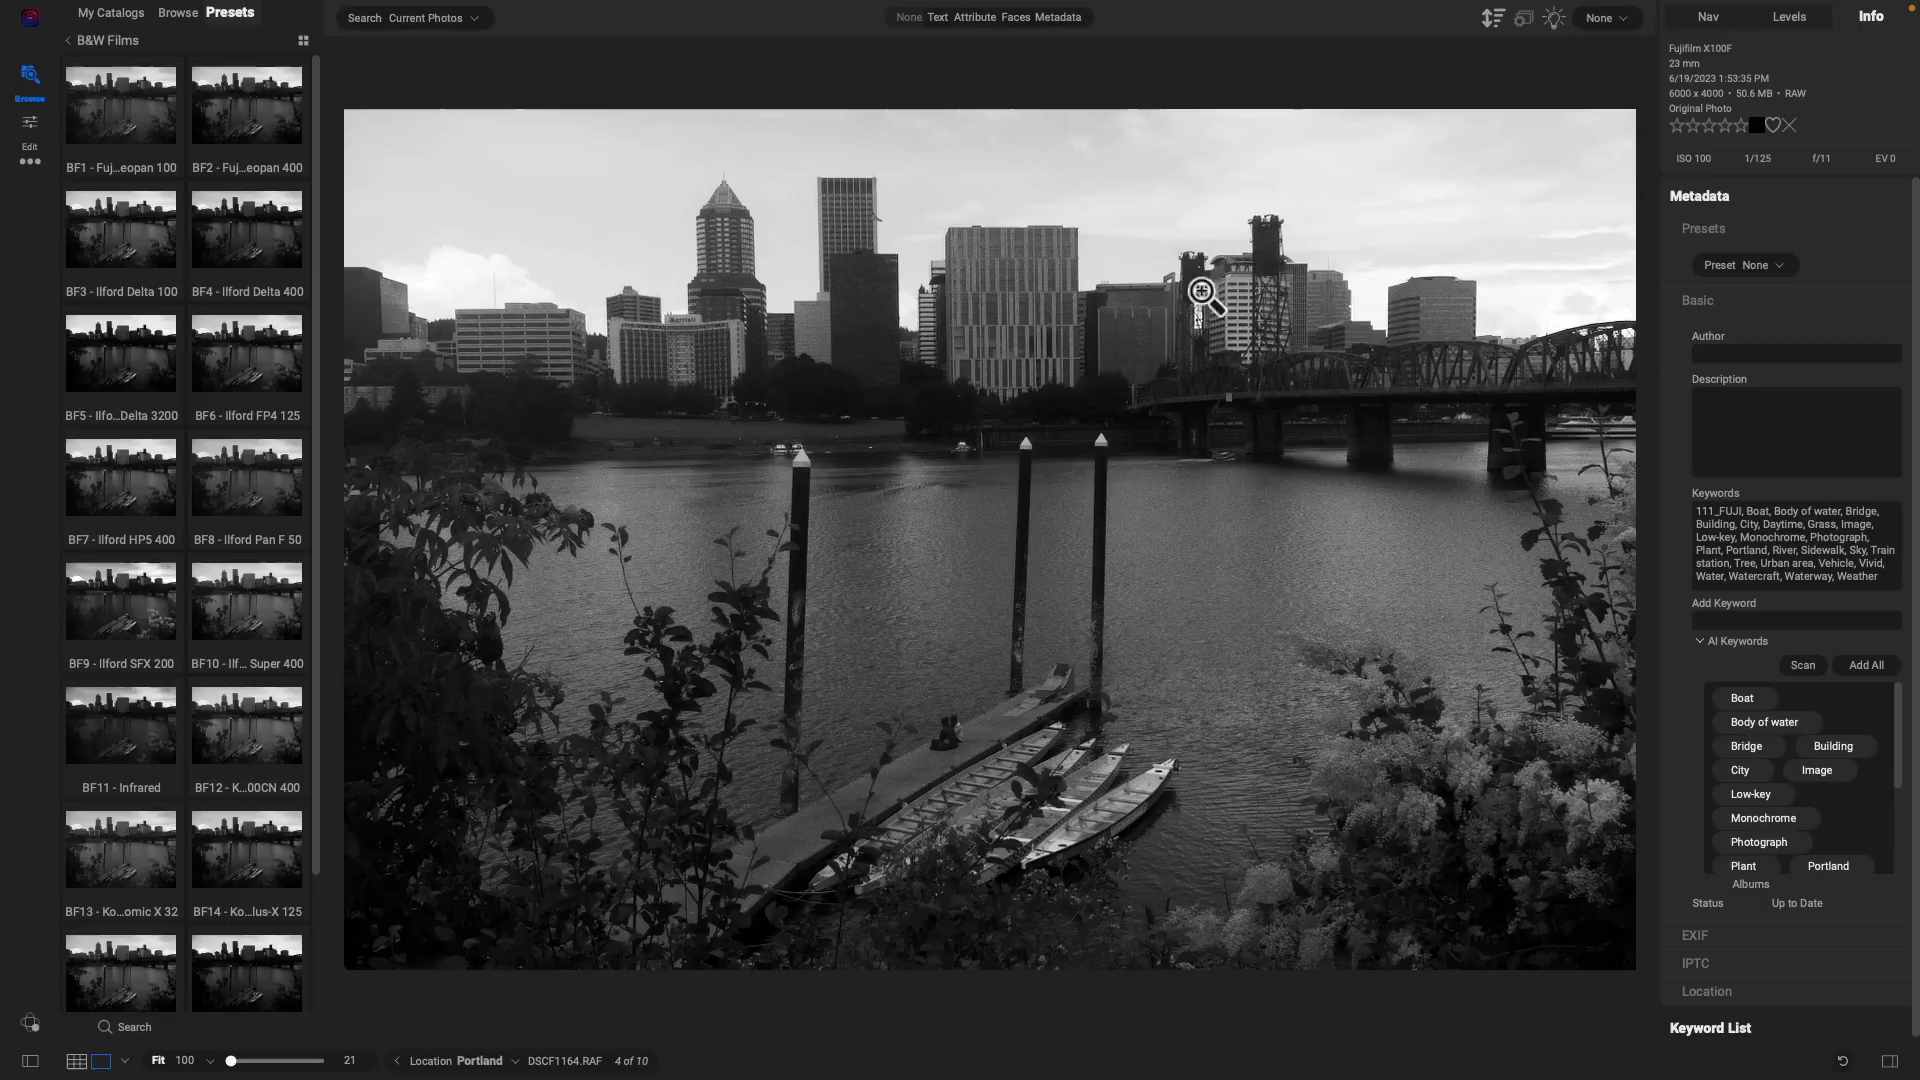 My Catalogs Browse Presets
B&W Films
Browse
Edit
BF1 - Fuj...eopan 100
BF2 - Fuj...eopan 400
BF3 - Ilford Delta 100
BF4 - Ilford Delta 400
BF5 - Ilfo...Delta 3200
BF6 - Ilford FP4 125
BF7 - Ilford HP5 400
BF8 - Ilford Pan F 50
BF9 - Ilford SFX 200
BF10 - Ilf... Super 400
BF11 - Infrared
BF12 - K...00CN 400
BF13 - Ko...omic X 32
BF14 - Ko...lus-X 125
Search
Fit 100 21
Location Portland DSCF1164.RAF 4 of 10
Search Current Photos
None Text Attribute Faces Metadata
None
Marriott
Nav Levels Info
Fujifilm X100F
23 mm
6/19/2023 1:53:35 PM
6000 x 4000 • 50.6 MB • RAW
Original Photo
ISO 100 1/125 f/11 EV 0
Metadata
Presets
Preset None
Basic
Author
Description
Keywords
111_FUJI, Boat, Body of water, Bridge,
Building, City, Daytime, Grass, Image,
Low-key, Monochrome, Photograph,
Plant, Portland, River, Sidewalk, Sky, Train
station, Tree, Urban area, Vehicle, Vivid,
Water, Watercraft, Waterway, Weather
Add Keyword
AI Keywords
Scan Add All
Boat
Body of water
Bridge Building
City Image
Low-key
Monochrome
Photograph
Plant Portland
Albums
Status Up to Date
EXIF
IPTC
Location
Keyword List